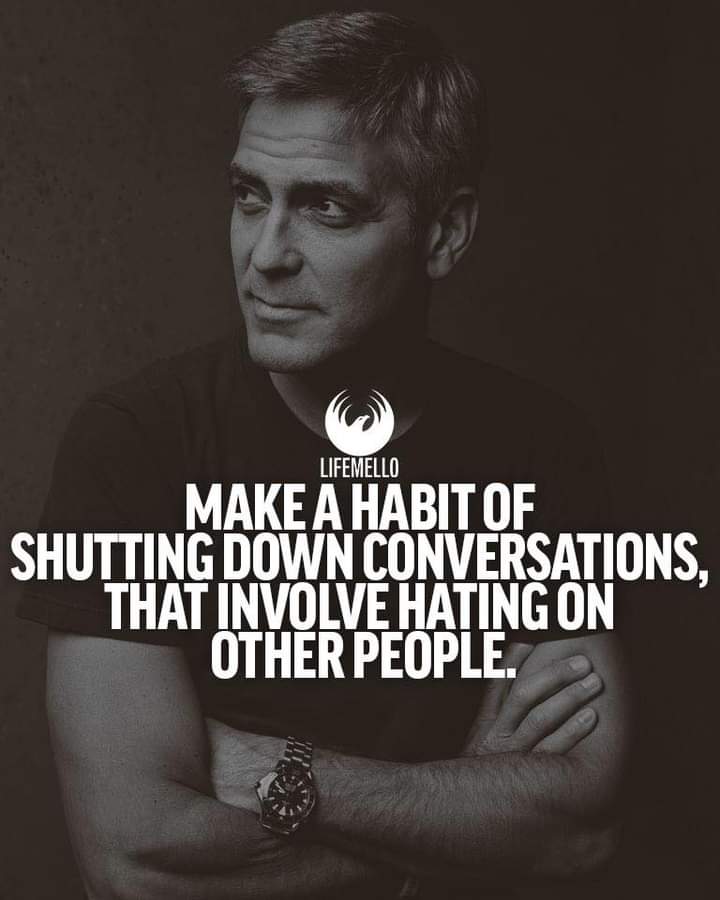 LIFEMELLO
MAKE A HABIT OF
SHUTTING DOWN CONVERSATIONS,
THAT INVOLVE HATING ON
OTHER PEOPLE.